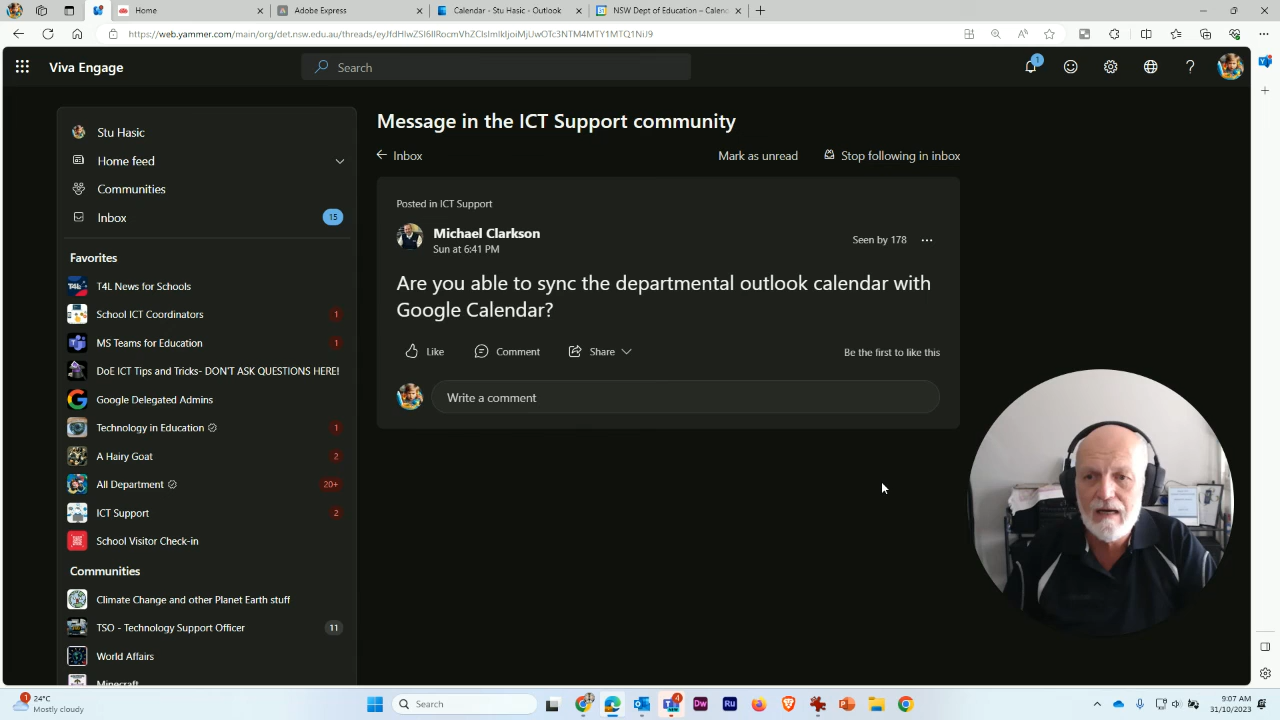 Home
Adobe Express
Calendar - Stu Hasic - Outlook
NSW Dept of Education – Calend
Viva Engage
Search
1
Stu Hasic
Home feed
Communities
Inbox
15
Favorites
T4L News for Schools
School ICT Coordinators
1
MS Teams for Education
1
DoE ICT Tips and Tricks- DON'T ASK QUESTIONS HERE!
Google Delegated Admins
Technology in Education
1
A Hairy Goat
2
All Department
20+
ICT Support
2
School Visitor Check-in
Communities
Climate Change and other Planet Earth stuff
TSO - Technology Support Officer
11
World Affairs
Minecraft
Message in the ICT Support community
Inbox
Mark as unread
Stop following in inbox
Posted in ICT Support
Michael Clarkson
Sun at 6:41 PM
Seen by 178
Are you able to sync the departmental outlook calendar with
Google Calendar?
Like
Comment
Share
Be the first to like this
Write a comment
1
24°C
Mostly cloudy
Search
4
Dw
Ru
9:07 AM
31/10/2023